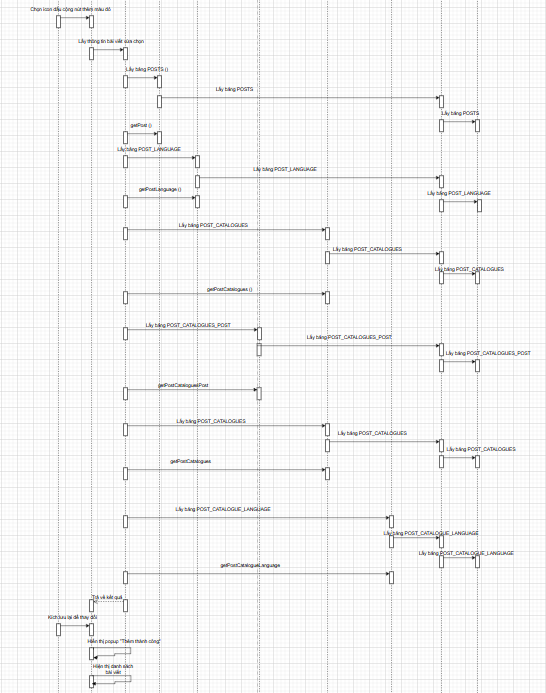 Chọn icon dấu cộng nút thêm màu đỏ
Lấy thông tin bài viết vừa chọn
Lấy bảng POSTS ()
Lấy bảng POSTS
Lấy bảng POSTS
getPost ()
Lấy bảng POST_LANGUAGE
Lấy bảng POST_LANGUAGE
getPostLanguage ()
Lấy bảng POST_LANGUAGE
Lấy bảng POST_CATALOGUES
Lấy bảng POST_CATALOGUES
Lấy bảng POST_CATALOGUES
getPostCatalogues ()
Lấy bảng POST_CATALOGUES_POST
Lấy bảng POST_CATALOGUES_POST
Lấy bảng POST_CATALOGUES_POST
getPostCataloguesPost
Lấy bảng POST_CATALOGUES
Lấy bảng POST_CATALOGUES
Lấy bảng POST_CATALOGUES
getPostCatalogues
Lấy bảng POST_CATALOGUE_LANGUAGE
Lấy bảng POST_CATALOGUE_LANGUAGE
Lấy bảng POST_CATALOGUE_LANGUAGE
getPostCatalogueLanguage
Trả về kết quả
Kích lưu lại để thay đổi
Hiển thị popup "Thêm thành công"
Hiện thị danh sách
bài viết